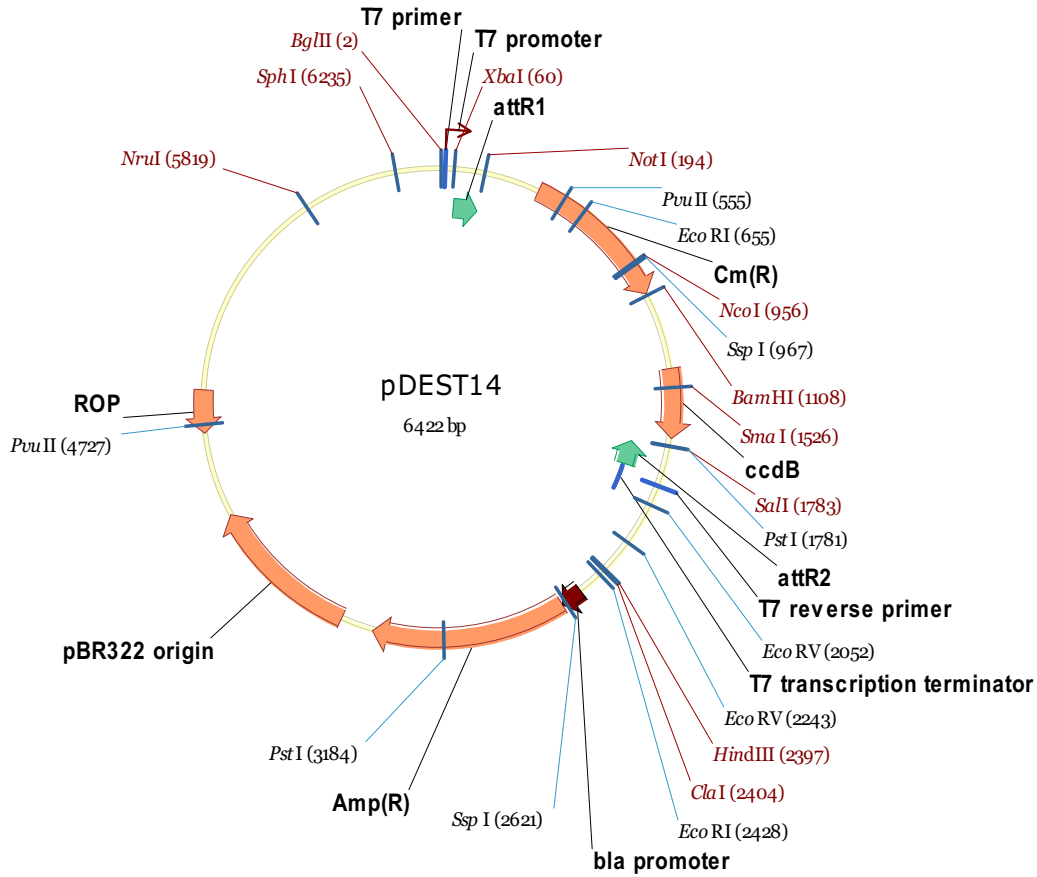 T7 primer
BglII (2)
T7 promoter
SphI (6235)
XbaI (60)
attR1
NruI (5819)
NotI (194)
PvuII (555)
EcoRI (655)
Cm(R)
NcoI (956)
SspI (967)
pDEST14
6422 bp
BamHI (1108)
ROP
SmaI (1526)
PvuII (4727)
ccdB
SalI (1783)
PstI (1781)
attR2
T7 reverse primer
pBR322 origin
EcoRV (2052)
T7 transcription terminator
EcoRV (2243)
PstI (3184)
HindIII (2397)
ClaI (2404)
Amp(R)
SspI (2621)
EcoRI (2428)
bla promoter